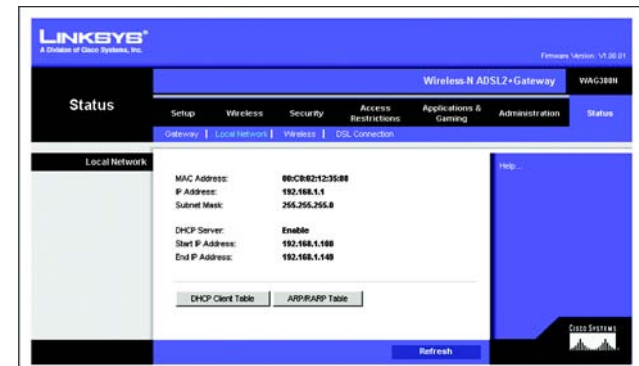 LINKSYS®
A Division of Cisco Systems, Inc.
Firmware Version: V1.00.01
Wireless-N ADSL2+Gateway WAG300N
Status
Setup Wireless Security Access Restrictions Applications & Gaming Administration Status
Gateway | Local Network | Wireless | DSL Connection
Local Network
Help...
MAC Address: 00:C0:02:12:35:88
IP Address: 192.168.1.1
Subnet Mask: 255.255.255.0
DHCP Server: Enable
Start IP Address: 192.168.1.100
End IP Address: 192.168.1.149
DHCP Client Table ARP/RARP Table
Refresh
CISCO SYSTEMS